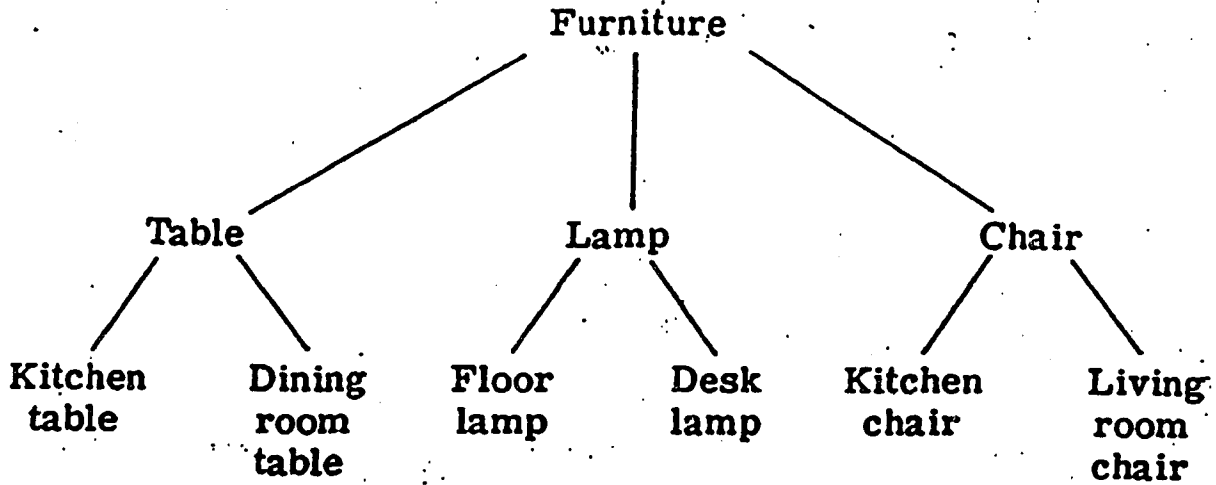 Furniture
Table
Lamp
Chair
Kitchen
table
Dining
room
table
Floor
lamp
Desk
lamp
Kitchen
chair
Living
room
chair